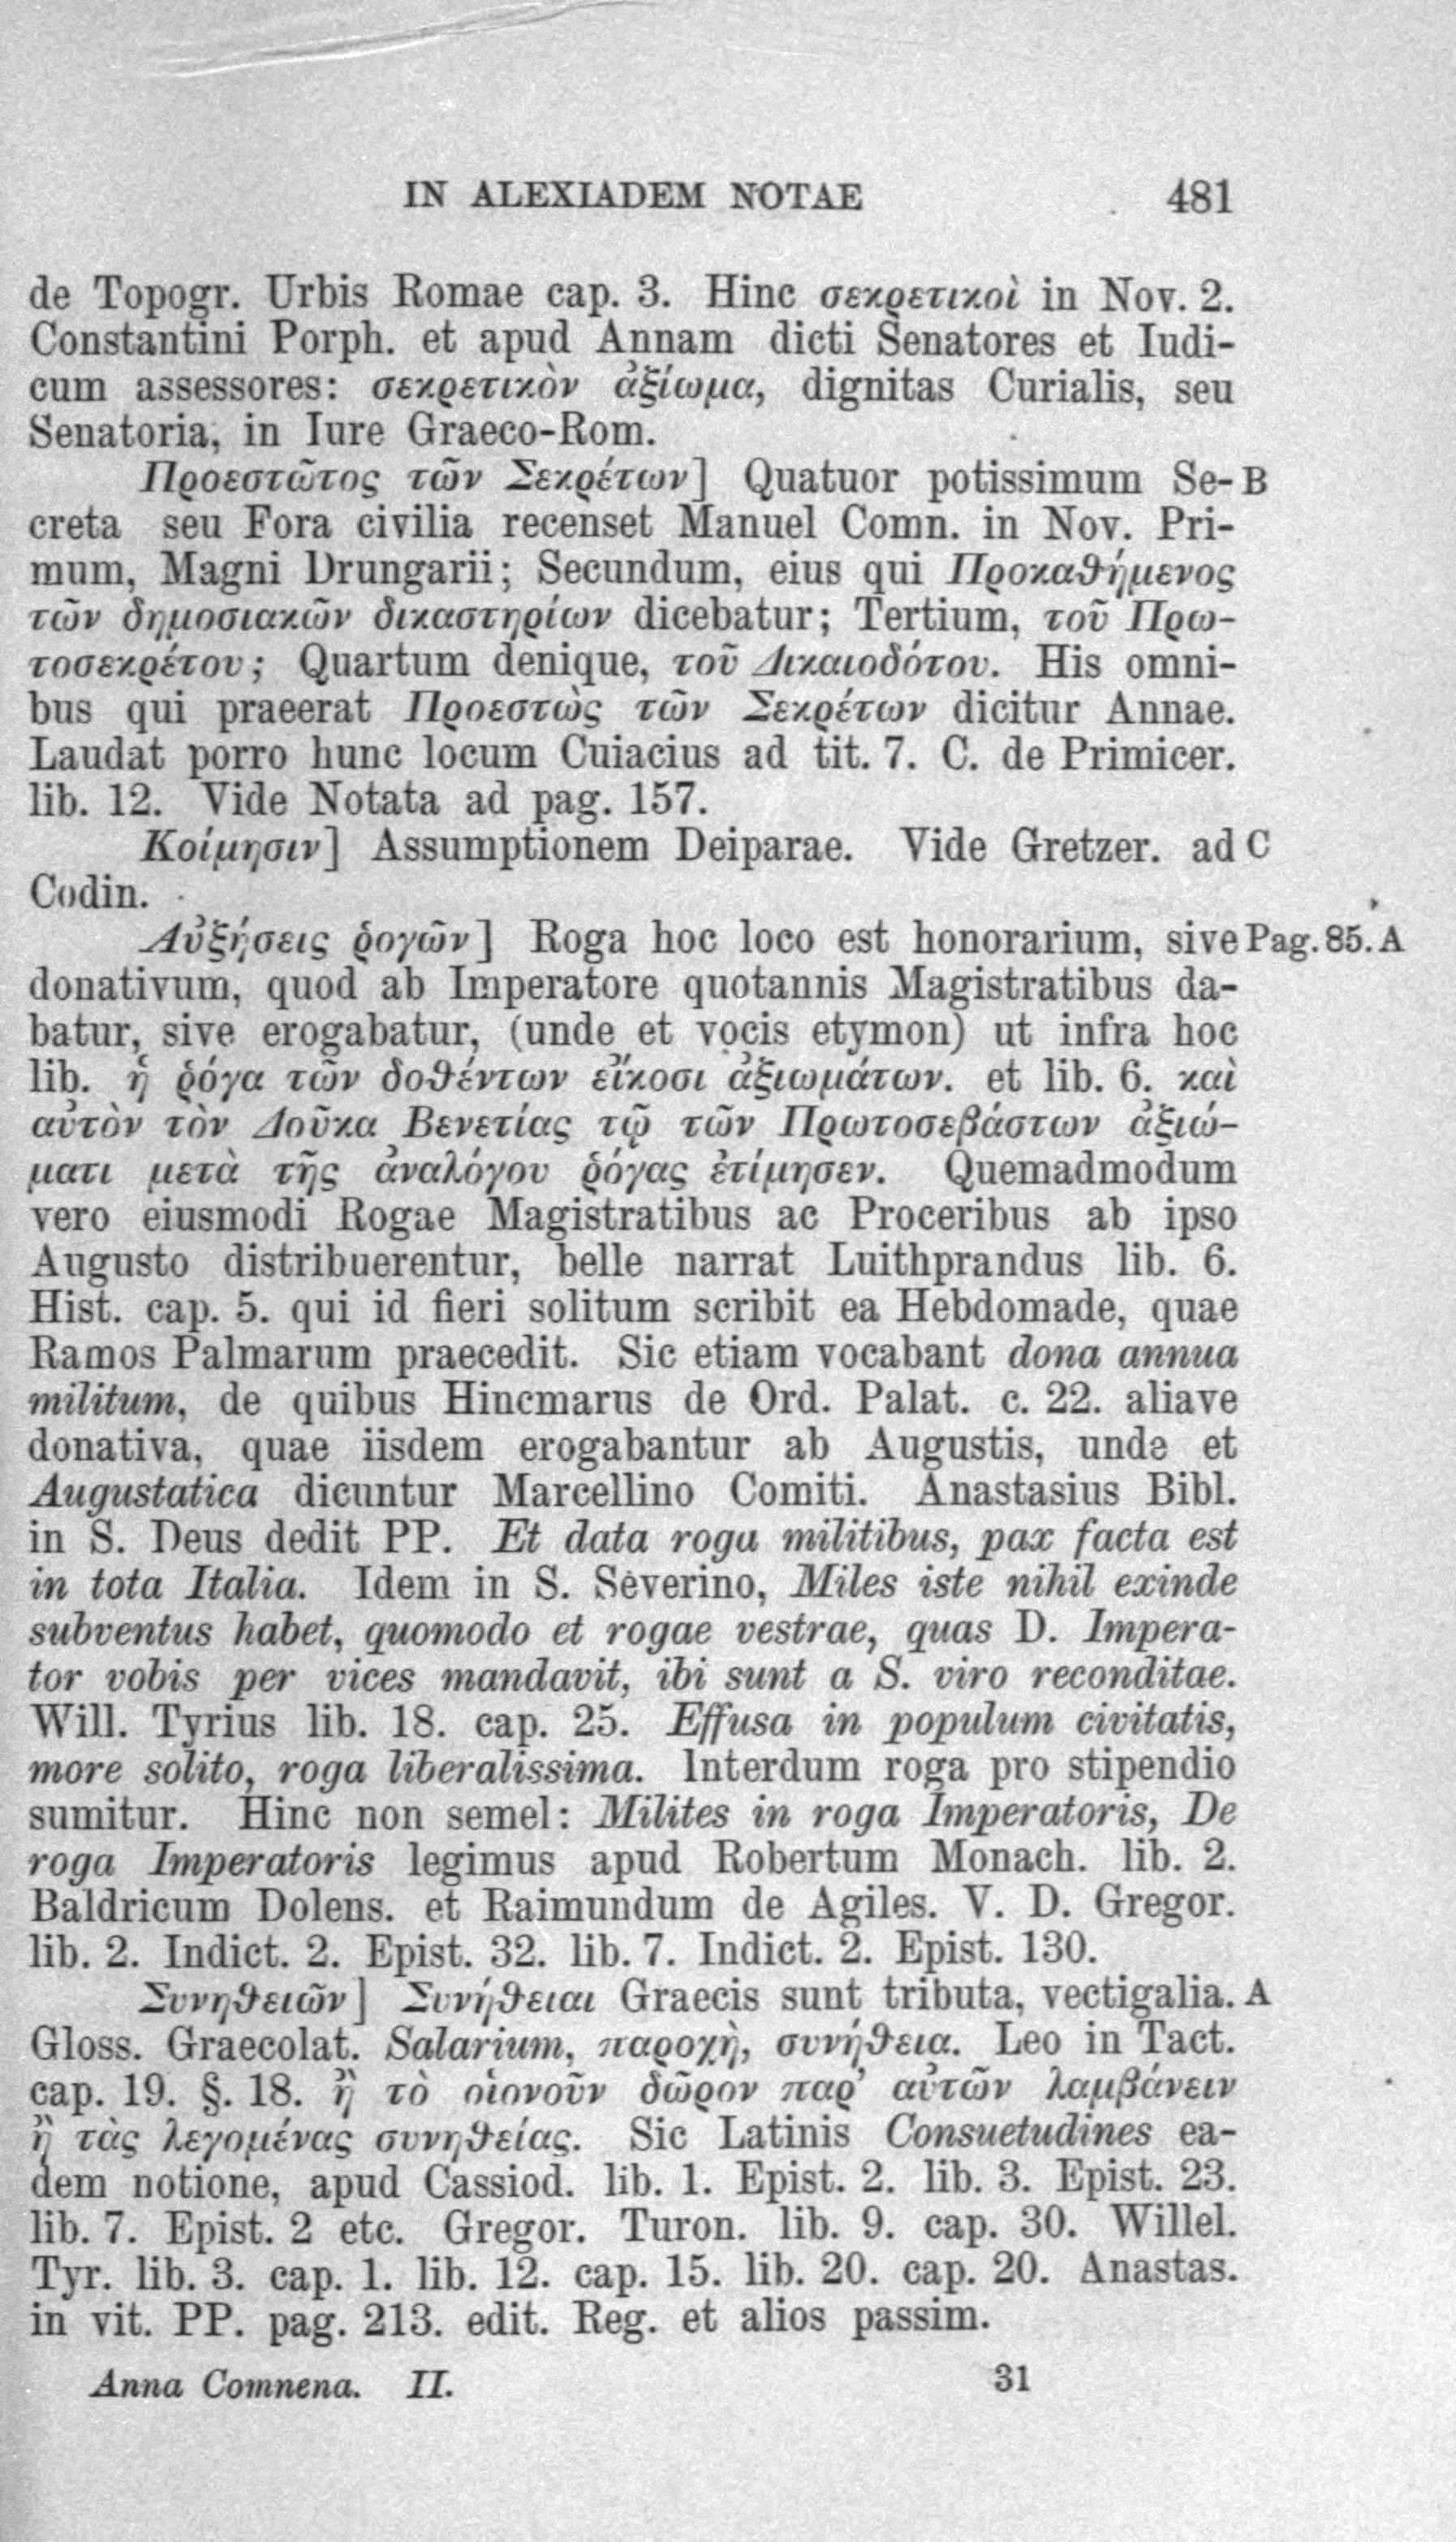 IN ALEXIADEM NOTAE 481
de Topogr. Urbis Romae cap. 3. Hinc σεκρετικοὶ in Nov. 2.
Constantini Porph. et apud Annam dicti Senatores et Iudi-
cum assessores: σεκρετικὸν ἀξίωμα, dignitas Curialis, seu
Senatoria, in Iure Graeco-Rom.
Προεστῶτος τῶν Σεκρέτων] Quatuor potissimum Se- B
creta seu Fora civilia recenset Manuel Comn. in Nov. Pri-
mum, Magni Drungarii; Secundum, eius qui Προκαθήμενος
τῶν δημοσιακῶν δικαστηρίων dicebatur; Tertium, τοῦ Πρω-
τοσεκρέτου; Quartum denique, τοῦ Δικαιοδότου. His omni-
bus qui praeerat Προεστὼς τῶν Σεκρέτων dicitur Annae.
Laudat porro hunc locum Cuiacius ad tit. 7. C. de Primicer.
lib. 12. Vide Notata ad pag. 157.
Κοίμησιν] Assumptionem Deiparae. Vide Gretzer. ad C
Codin.
Αὐξήσεις ῥογῶν] Roga hoc loco est honorarium, sive Pag. 85. A
donativum, quod ab Imperatore quotannis Magistratibus da-
batur, sive erogabatur, (unde et vocis etymon) ut infra hoc
lib. ἡ ῥόγα τῶν δοθέντων εἴκοσι ἀξιωμάτων. et lib. 6. καὶ
αὐτὸν τὸν Δοῦκα Βενετίας τῷ τῶν Πρωτοσεβάστων ἀξιώ-
ματι μετὰ τῆς ἀναλόγου ῥόγας ἐτίμησεν. Quemadmodum
vero eiusmodi Rogae Magistratibus ac Proceribus ab ipso
Augusto distribuerentur, belle narrat Luithprandus lib. 6.
Hist. cap. 5. qui id fieri solitum scribit ea Hebdomade, quae
Ramos Palmarum praecedit. Sic etiam vocabant dona annua
militum, de quibus Hincmarus de Ord. Palat. c. 22. aliave
donativa, quae iisdem erogabantur ab Augustis, unde et
Augustatica dicuntur Marcellino Comiti. Anastasius Bibl.
in S. Deus dedit PP. Et data roga militibus, pax facta est
in tota Italia. Idem in S. Severino, Miles iste nihil exinde
subventus habet, quomodo et rogae vestrae, quas D. Impera-
tor vobis per vices mandavit, ibi sunt a S. viro reconditae.
Will. Tyrius lib. 18. cap. 25. Effusa in populum civitatis,
more solito, roga liberalissima. Interdum roga pro stipendio
sumitur. Hinc non semel: Milites in roga Imperatoris, De
roga Imperatoris legimus apud Robertum Monach. lib. 2.
Baldricum Dolens. et Raimundum de Agiles. V. D. Gregor.
lib. 2. Indict. 2. Epist. 32. lib. 7. Indict. 2. Epist. 130.
Συνηθειῶν] Συνήθειαι Graecis sunt tributa, vectigalia. A
Gloss. Graecolat. Salarium, παροχὴ, συνήθεια. Leo in Tact.
cap. 19. §. 18. ἢ τὸ οἱονοῦν δῶρον παρ' αὐτῶν λαμβάνειν
ἢ τὰς λεγομένας συνηθείας. Sic Latinis Consuetudines ea-
dem notione, apud Cassiod. lib. 1. Epist. 2. lib. 3. Epist. 23.
lib. 7. Epist. 2 etc. Gregor. Turon. lib. 9. cap. 30. Willel.
Tyr. lib. 3. cap. 1. lib. 12. cap. 15. lib. 20. cap. 20. Anastas.
in vit. PP. pag. 213. edit. Reg. et alios passim.
Anna Comnena. II. 31